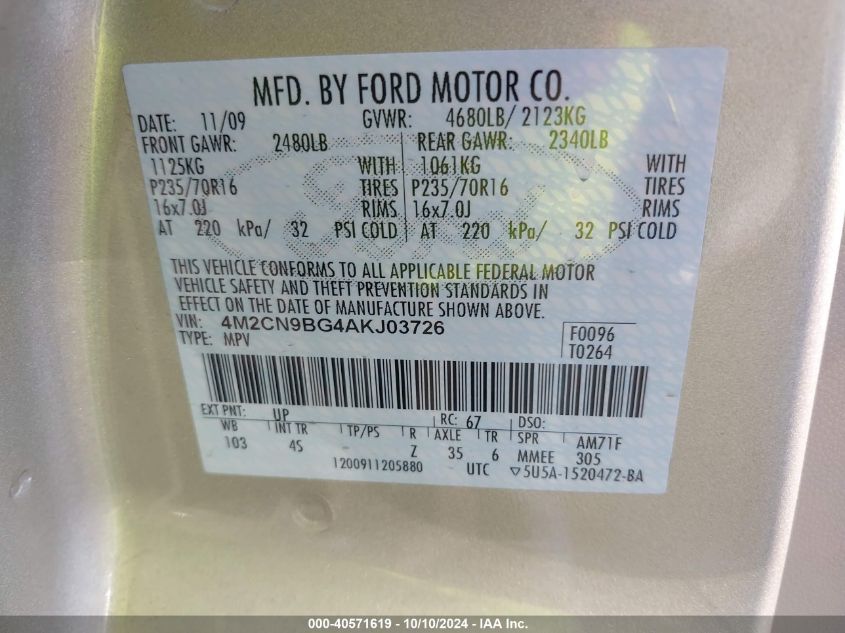 MFD. BY FORD MOTOR CO.
DATE: 11/09 GVWR: 4680LB/ 2123KG
FRONT GAWR: 2480LB REAR GAWR: 2340LB
1125KG WITH 1061KG WITH
P235/70R16 TIRES P235/70R16 TIRES
16x7.0J RIMS 16x7.0J RIMS
AT 220 kPa/ 32 PSI COLD AT 220 kPa/ 32 PSI COLD
THIS VEHICLE CONFORMS TO ALL APPLICABLE FEDERAL MOTOR
VEHICLE SAFETY AND THEFT PREVENTION STANDARDS IN
EFFECT ON THE DATE OF MANUFACTURE SHOWN ABOVE.
VIN: 4M2CN9BG4AKJ03726 F0096
TYPE: MPV T0264
EXT PNT: UP RC: 67 DSO:
WB INT TR TP/PS R AXLE TR SPR AM71F
103 4S - Z 35 6 MMEE 305
1200911205880 UTC ▽5U5A-1520472-BA
000-40571619 - 10/10/2024 - IAA Inc.